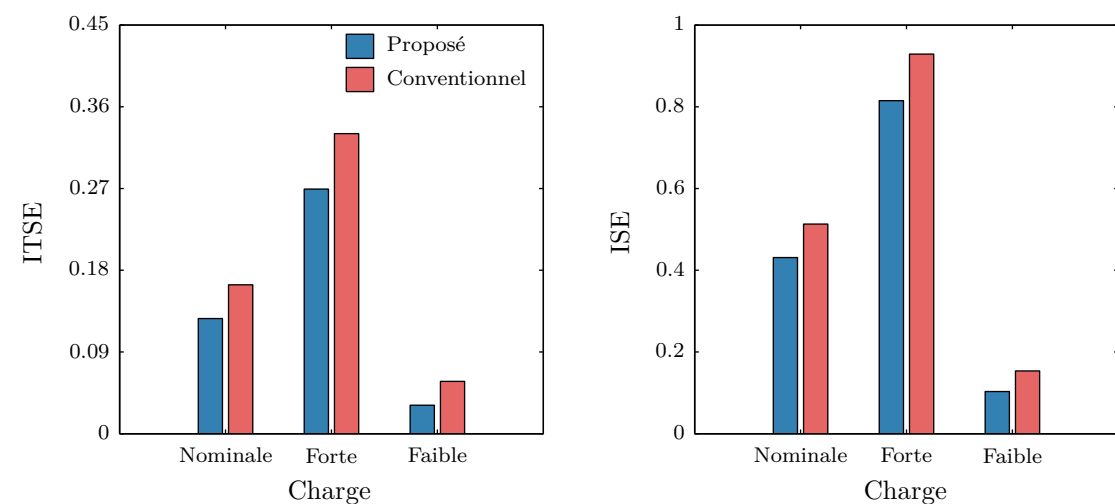 0.45
0.36
0.27
0.18
0.09
0
ITSE
Proposé
Conventionnel
Nominale Forte Faible
Charge
1
0.8
0.6
0.4
0.2
0
ISE
Nominale Forte Faible
Charge